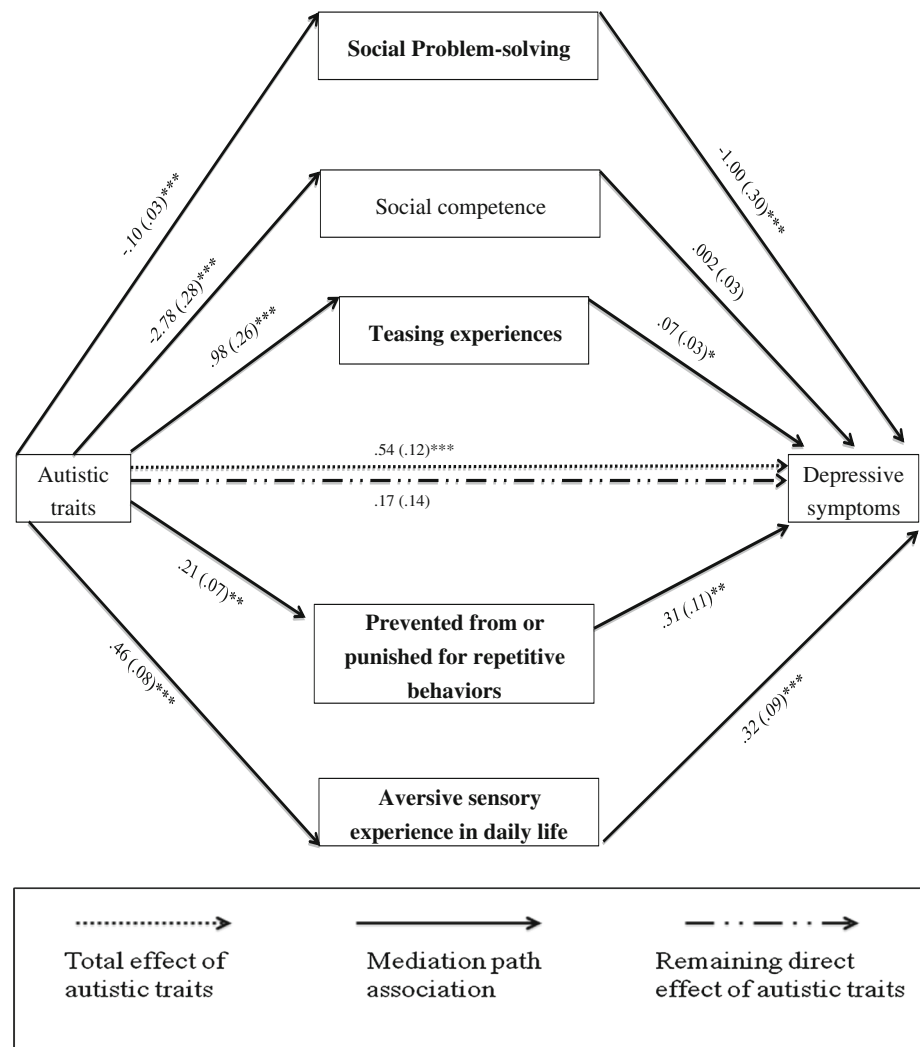 Social Problem-solving
-.10 (.03)***
-1.00 (.30)***
Social competence
-2.78 (.28)***
.002 (.03)
Teasing experiences
.98 (.26)***
.07 (.03)*
.54 (.12)***
Autistic
traits
Depressive
symptoms
.17 (.14)
.21 (.07)**
.31 (.11)**
Prevented from or
punished for repetitive
behaviors
.46 (.08)***
.32 (.09)***
Aversive sensory
experience in daily life
Total effect of
autistic traits
Mediation path
association
Remaining direct
effect of autistic traits